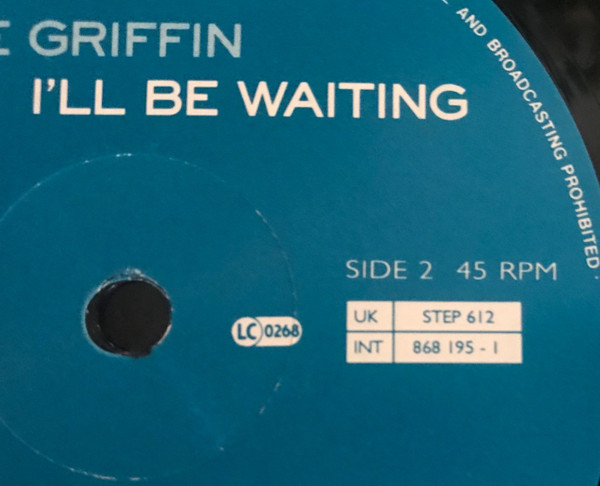 E GRIFFIN
I'LL BE WAITING
AND BROADCASTING PROHIBITED.
SIDE 2 45 RPM
UK STEP 612
LC 0268
INT 868 195 - 1